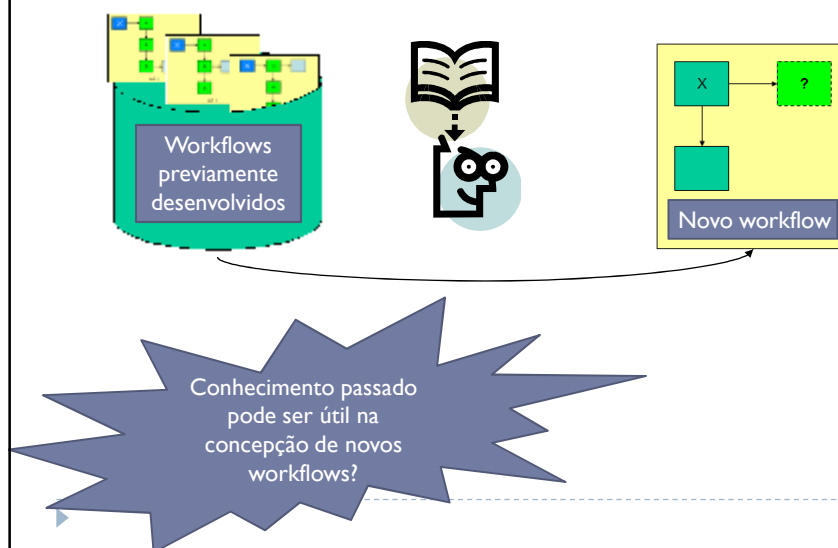 Workflows
previamente
desenvolvidos
X
?
Novo workflow
Conhecimento passado
pode ser útil na
concepção de novos
workflows?